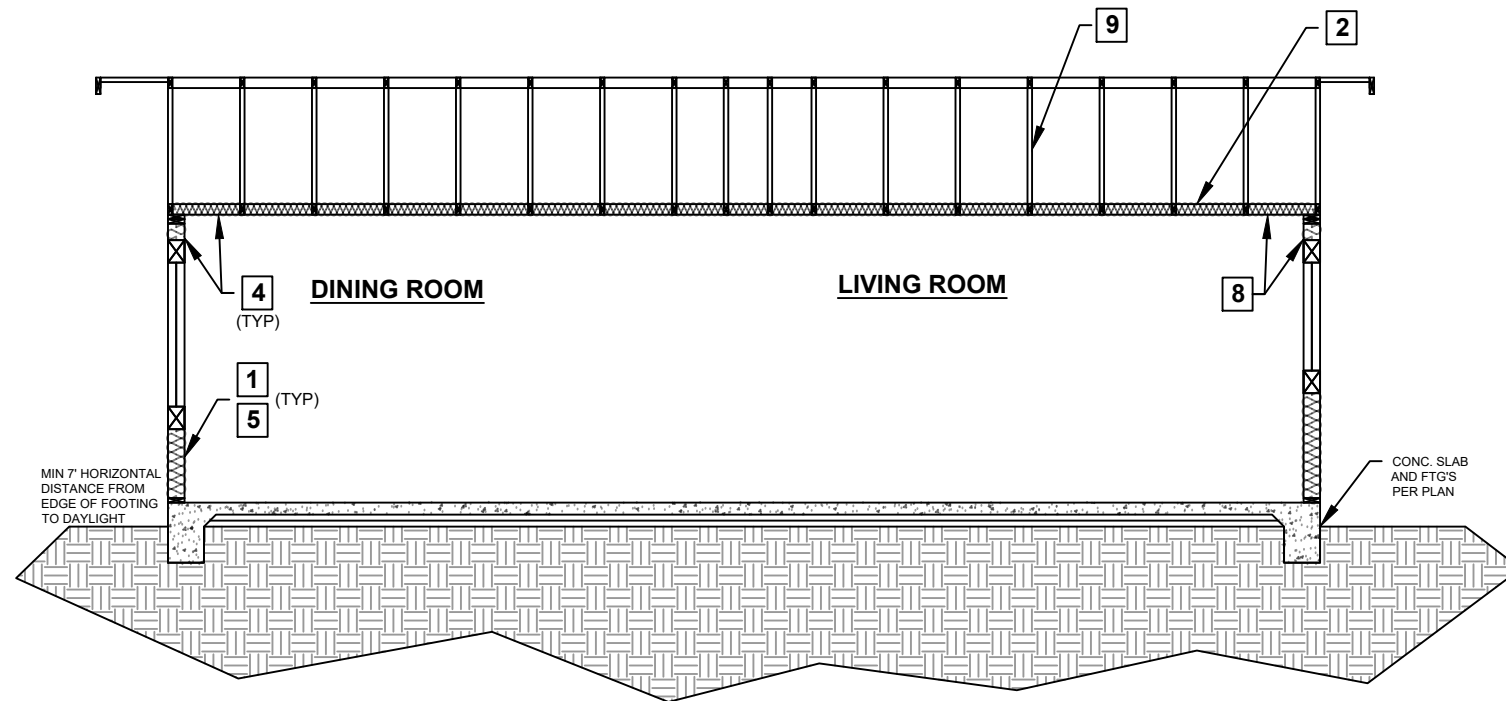 9
2
4
(TYP)
DINING ROOM
LIVING ROOM
8
1
(TYP)
5
MIN 7' HORIZONTAL
DISTANCE FROM
EDGE OF FOOTING
TO DAYLIGHT
CONC. SLAB
AND FTG'S
PER PLAN